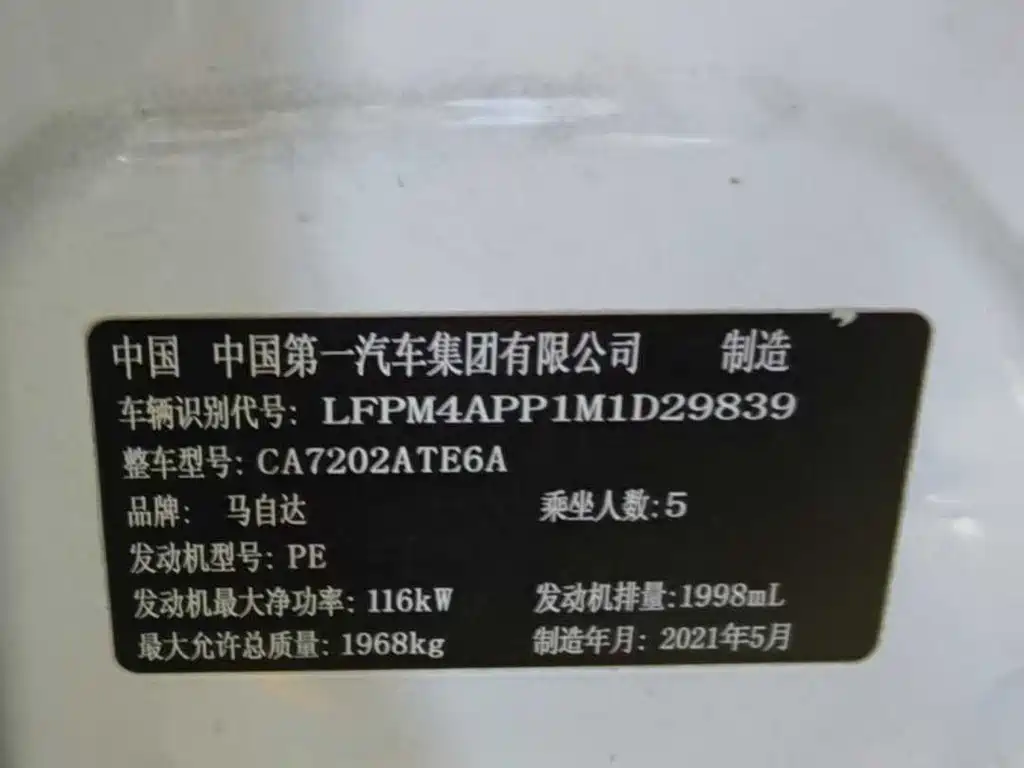 中国 中国第一汽车集团有限公司 制造
车辆识别代号: LFPM4APP1M1D29839
整车型号: CA7202ATE6A
品牌: 马自达 乘坐人数: 5
发动机型号: PE
发动机最大净功率: 116kW 发动机排量: 1998mL
最大允许总质量: 1968kg 制造年月: 2021年5月